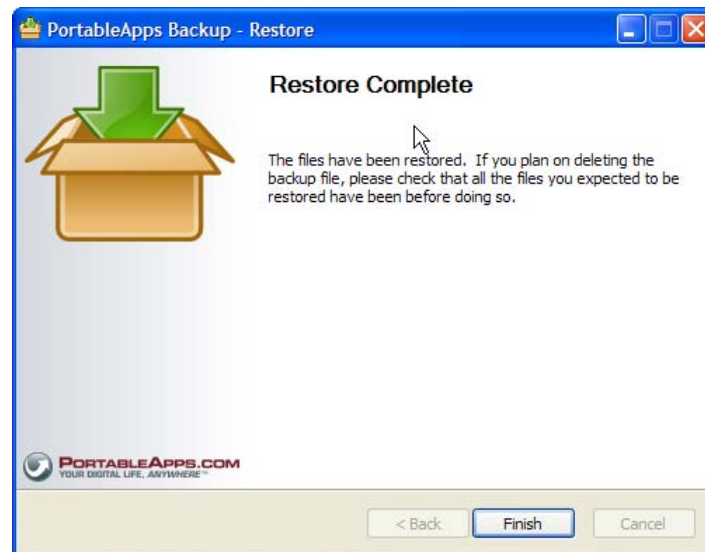 PortableApps Backup - Restore
Restore Complete
The files have been restored.  If you plan on deleting the
backup file, please check that all the files you expected to be
restored have been before doing so.
PORTABLEAPPS.COM
YOUR DIGITAL LIFE, ANYWHERE™
< Back Finish Cancel